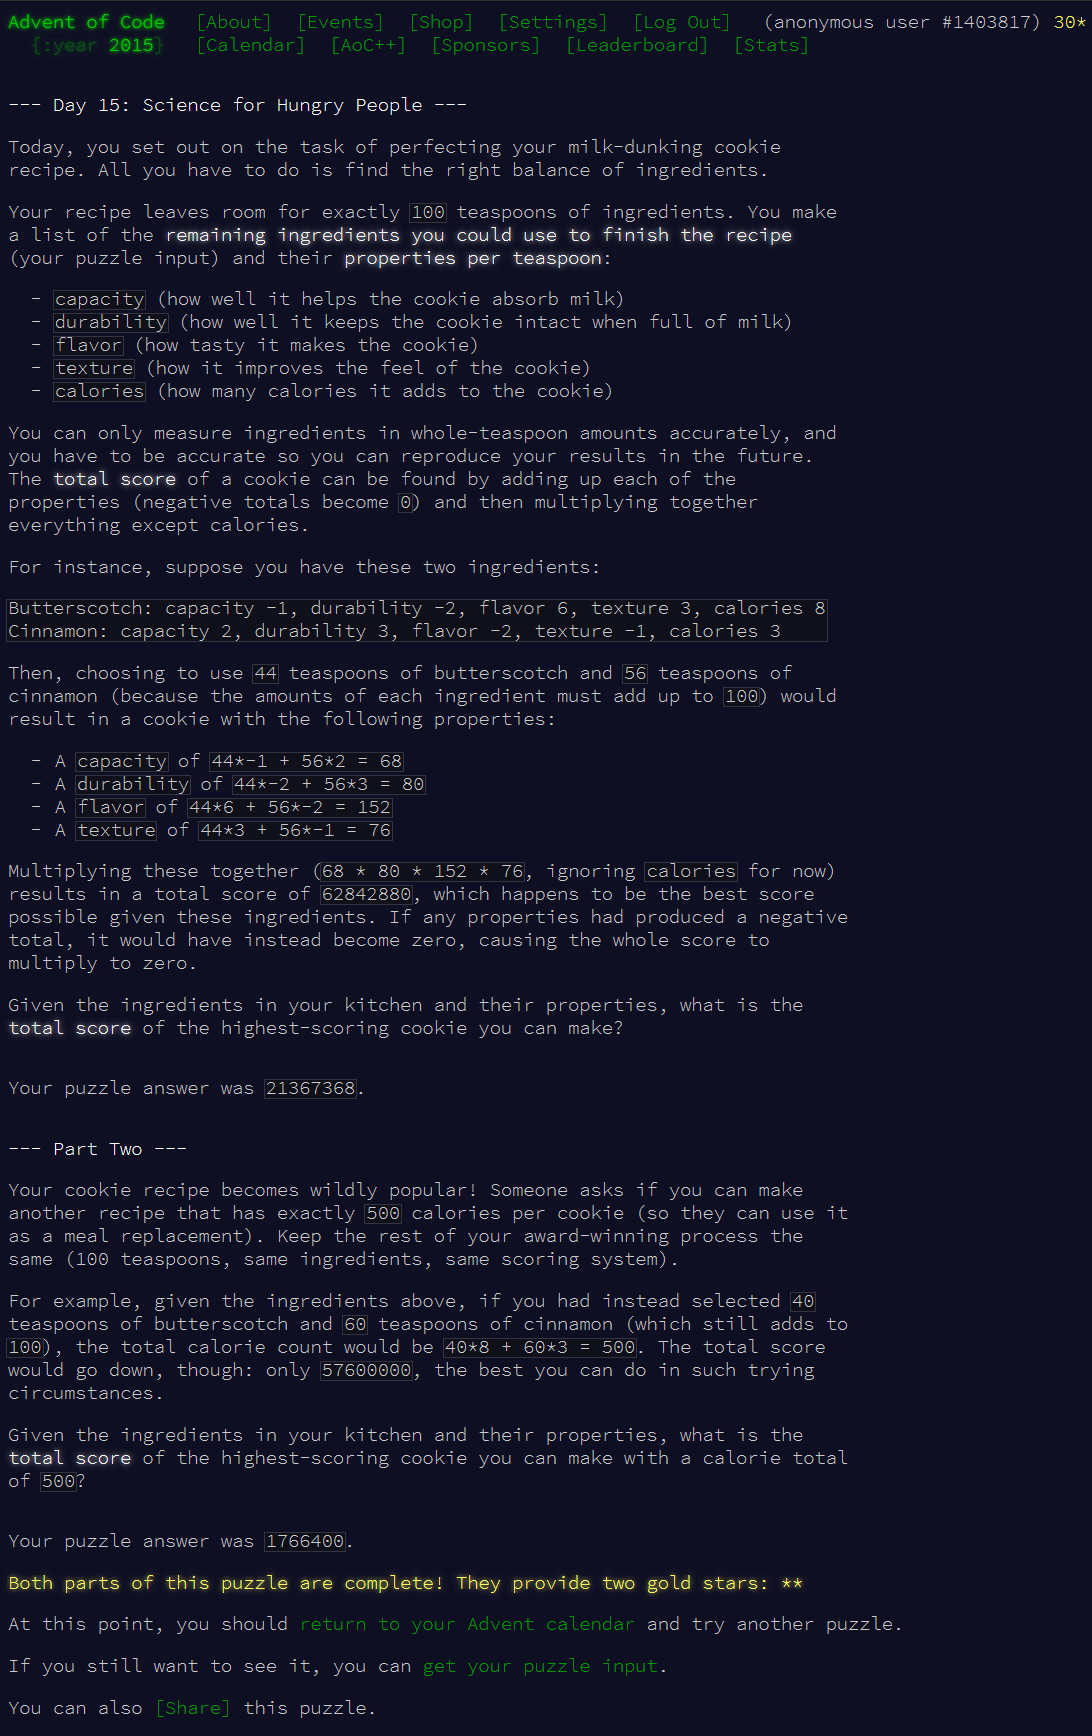 Advent of Code [About] [Events] [Shop] [Settings] [Log Out] (anonymous user #1403817) 30*
{:year 2015} [Calendar] [AoC++] [Sponsors] [Leaderboard] [Stats]
--- Day 15: Science for Hungry People ---
Today, you set out on the task of perfecting your milk-dunking cookie
recipe. All you have to do is find the right balance of ingredients.
Your recipe leaves room for exactly 100 teaspoons of ingredients. You make
a list of the remaining ingredients you could use to finish the recipe
(your puzzle input) and their properties per teaspoon:
- capacity (how well it helps the cookie absorb milk)
- durability (how well it keeps the cookie intact when full of milk)
- flavor (how tasty it makes the cookie)
- texture (how it improves the feel of the cookie)
- calories (how many calories it adds to the cookie)
You can only measure ingredients in whole-teaspoon amounts accurately, and
you have to be accurate so you can reproduce your results in the future.
The total score of a cookie can be found by adding up each of the
properties (negative totals become 0) and then multiplying together
everything except calories.
For instance, suppose you have these two ingredients:
Butterscotch: capacity -1, durability -2, flavor 6, texture 3, calories 8
Cinnamon: capacity 2, durability 3, flavor -2, texture -1, calories 3
Then, choosing to use 44 teaspoons of butterscotch and 56 teaspoons of
cinnamon (because the amounts of each ingredient must add up to 100) would
result in a cookie with the following properties:
- A capacity of 44*-1 + 56*2 = 68
- A durability of 44*-2 + 56*3 = 80
- A flavor of 44*6 + 56*-2 = 152
- A texture of 44*3 + 56*-1 = 76
Multiplying these together (68 * 80 * 152 * 76, ignoring calories for now)
results in a total score of 62842880, which happens to be the best score
possible given these ingredients. If any properties had produced a negative
total, it would have instead become zero, causing the whole score to
multiply to zero.
Given the ingredients in your kitchen and their properties, what is the
total score of the highest-scoring cookie you can make?
Your puzzle answer was 21367368.
--- Part Two ---
Your cookie recipe becomes wildly popular! Someone asks if you can make
another recipe that has exactly 500 calories per cookie (so they can use it
as a meal replacement). Keep the rest of your award-winning process the
same (100 teaspoons, same ingredients, same scoring system).
For example, given the ingredients above, if you had instead selected 40
teaspoons of butterscotch and 60 teaspoons of cinnamon (which still adds to
100), the total calorie count would be 40*8 + 60*3 = 500. The total score
would go down, though: only 57600000, the best you can do in such trying
circumstances.
Given the ingredients in your kitchen and their properties, what is the
total score of the highest-scoring cookie you can make with a calorie total
of 500?
Your puzzle answer was 1766400.
Both parts of this puzzle are complete! They provide two gold stars: **
At this point, you should return to your Advent calendar and try another puzzle.
If you still want to see it, you can get your puzzle input.
You can also [Share] this puzzle.